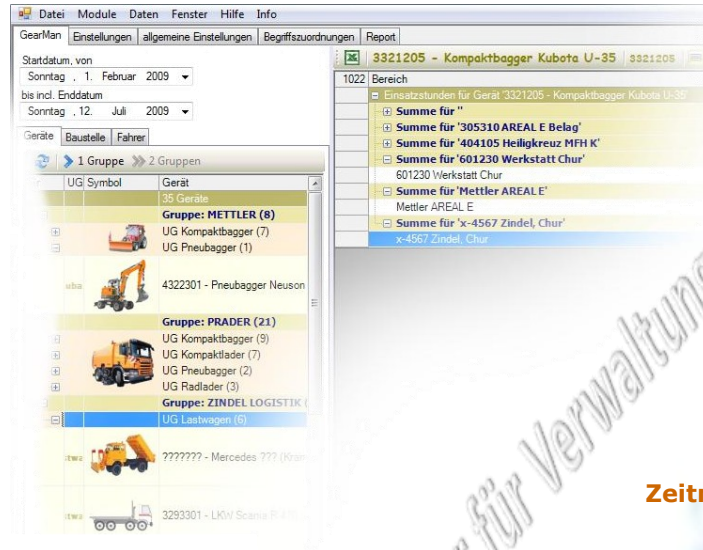 Datei Module Daten Fenster Hilfe Info
GearMan Einstellungen allgemeine Einstellungen Begriffszuordnungen Report
Startdatum, von
Sonntag , 1. Februar 2009
bis incl. Enddatum
Sonntag , 12. Juli 2009
Geräte Baustelle Fahrer
1 Gruppe 2 Gruppen
UG Symbol Gerät
35 Geräte
Gruppe: METTLER (8)
UG Kompaktbagger (7)
UG Pneubagger (1)
4322301 - Pneubagger Neuson
Gruppe: PRADER (21)
UG Kompaktbagger (9)
UG Kompaktlader (7)
UG Pneubagger (2)
UG Radlader (3)
Gruppe: ZINDEL LOGISTIK (
UG Lastwagen (6)
??????? - Mercedes ??? (Kran
3293301 - LKW Scania R
3321205 - Kompaktbagger Kubota U-35 3321205
1022 Bereich
Einsatzstunden für Gerät '3321205 - Kompaktbagger Kubota U-35'
Summe für ''
Summe für '305310 AREAL E Belag'
Summe für '404105 Heiligkreuz MFH K'
Summe für '601230 Werkstatt Chur'
601230 Werkstatt Chur
Summe für 'Mettler AREAL E'
Mettler AREAL E
Summe für 'x-4567 Zindel, Chur'
x-4567 Zindel, Chur
für Verwaltung
Zeitr